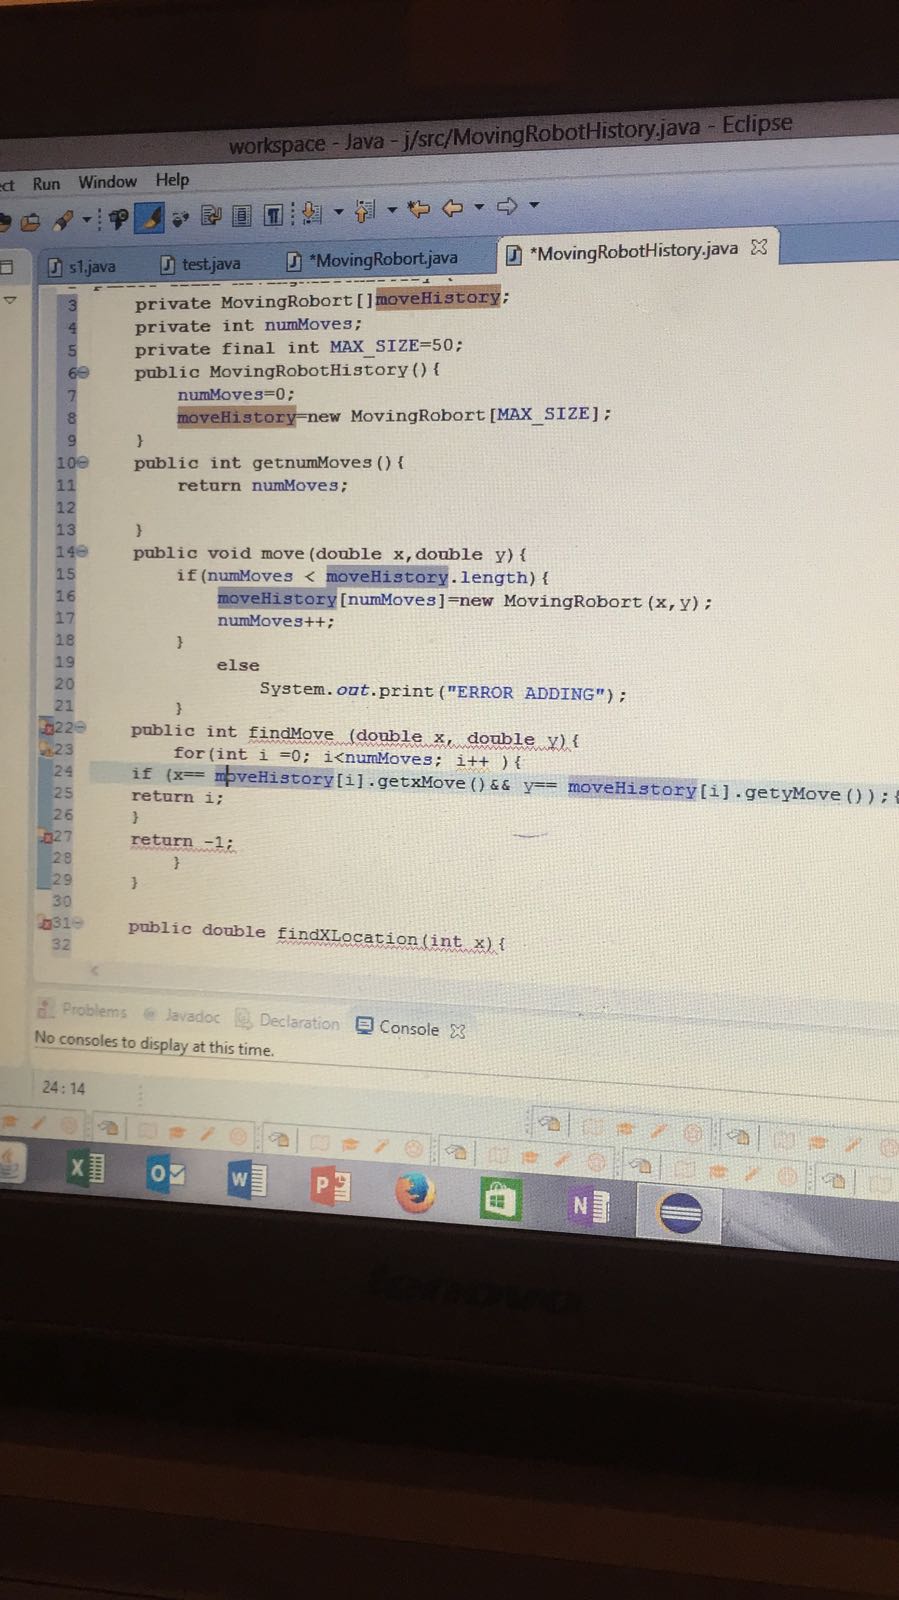 workspace - Java - j/src/MovingRobotHistory.java - Eclipse
ect Run Window Help
s1.java test.java *MovingRobort.java *MovingRobotHistory.java
3 private MovingRobort[]moveHistory;
4 private int numMoves;
5 private final int MAX_SIZE=50;
6 public MovingRobotHistory(){
7 numMoves=0;
8 moveHistory=new MovingRobort[MAX_SIZE];
9 }
10 public int getnumMoves(){
11 return numMoves;
12
13 }
14 public void move(double x,double y){
15 if(numMoves < moveHistory.length){
16 moveHistory[numMoves]=new MovingRobort(x,y);
17 numMoves++;
18 }
19 else
20 System.out.print("ERROR ADDING");
21 }
22 public int findMove (double x, double y){
23 for(int i =0; i<numMoves; i++ ){
24 if (x== moveHistory[i].getxMove()&& y== moveHistory[i].getyMove());{
25 return i;
26 }
27 return -1;
28 }
29 }
30
31 public double findXLocation(int x){
32
Problems Javadoc Declaration Console
No consoles to display at this time.
24:14
X O W P N
lenovo